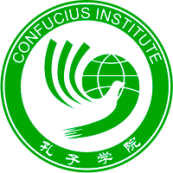 CONFUCIUS INSTITUTE
孔子学院